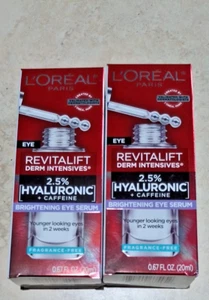 L'ORÉAL
PARIS
EYE
REVITALIFT
DERM INTENSIVES®
2.5%
HYALURONIC
+ CAFFEINE
BRIGHTENING EYE SERUM
Younger looking eyes
in 2 weeks
FRAGRANCE-FREE
0.67 FL. OZ (20ml)
L'ORÉAL
PARIS
EYE
REVITALIFT
DERM INTENSIVES®
2.5%
HYALURONIC
+ CAFFEINE
BRIGHTENING EYE SERUM
Younger looking eyes
in 2 weeks
FRAGRANCE-FREE
0.67 FL. OZ. (20ml)